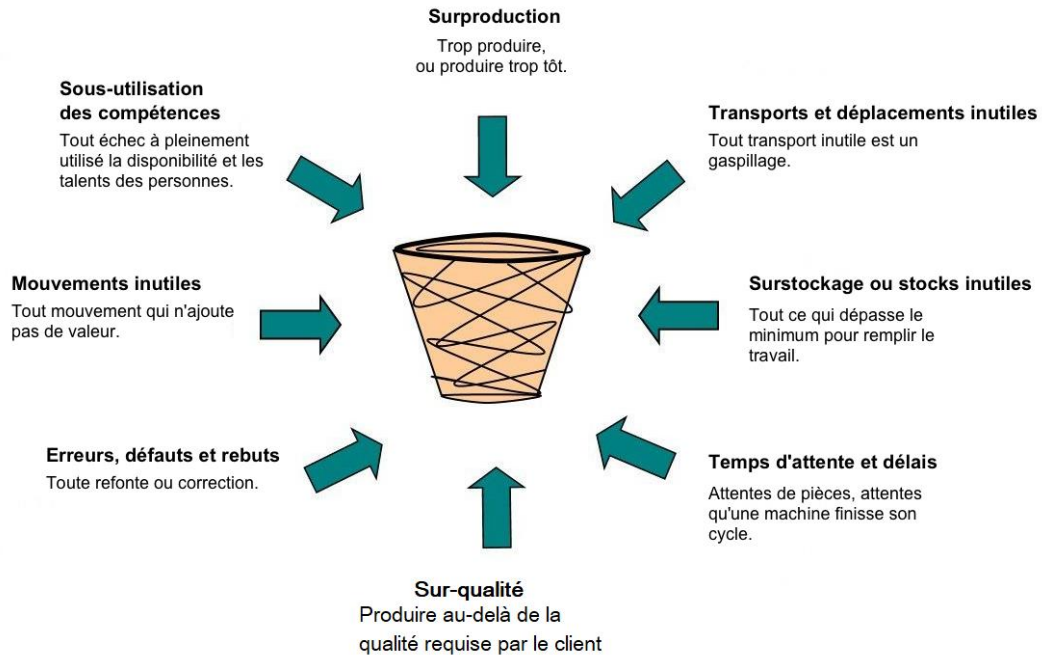 Surproduction
Trop produire,
ou produire trop tôt.
Sous-utilisation
des compétences
Tout échec à pleinement
utilisé la disponibilité et les
talents des personnes.
Transports et déplacements inutiles
Tout transport inutile est un
gaspillage.
Mouvements inutiles
Tout mouvement qui n'ajoute
pas de valeur.
Surstockage ou stocks inutiles
Tout ce qui dépasse le
minimum pour remplir le
travail.
Erreurs, défauts et rebuts
Toute refonte ou correction.
Temps d'attente et délais
Attentes de pièces, attentes
qu'une machine finisse son
cycle.
Sur-qualité
Produire au-delà de la
qualité requise par le client